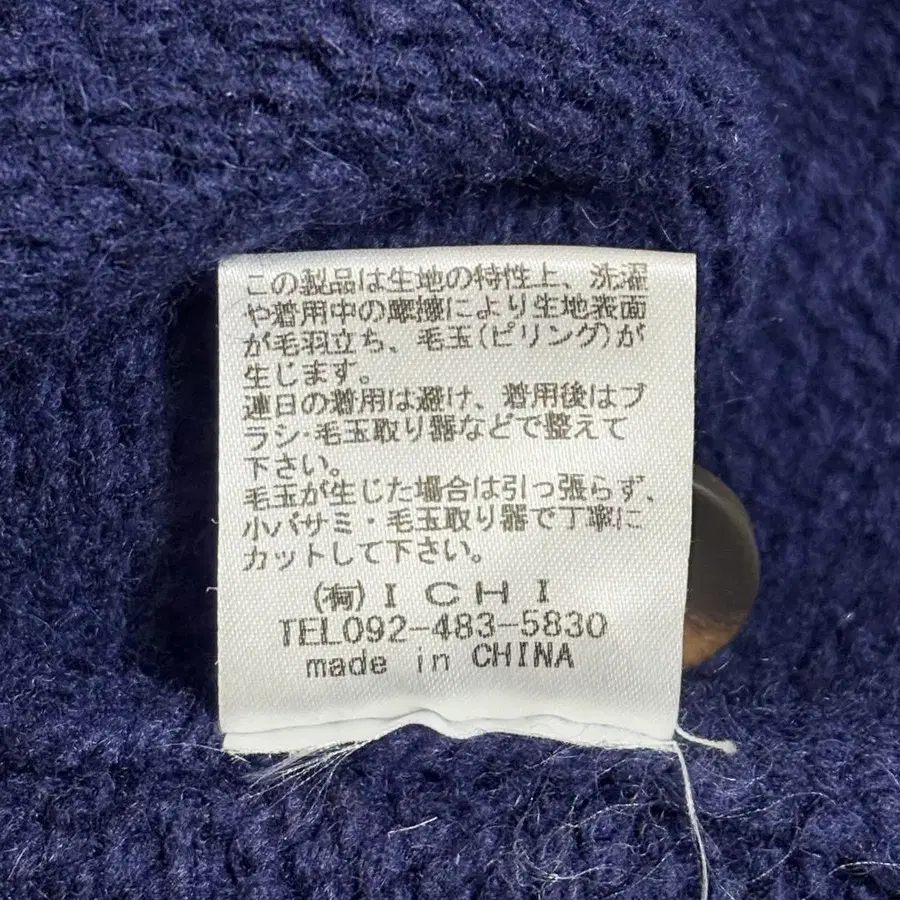 この製品は生地の特性上、洗濯
や着用中の摩擦により生地表面
が毛羽立ち、毛玉(ピリング)が
生じます。
連日の着用は避け、着用後はブ
ラシ・毛玉取り器などで整えて
下さい。
毛玉が生じた場合は引っ張らず、
小バサミ・毛玉取り器で丁寧に
カットして下さい。
(有)ICHI
TEL092-483-5830
made in CHINA